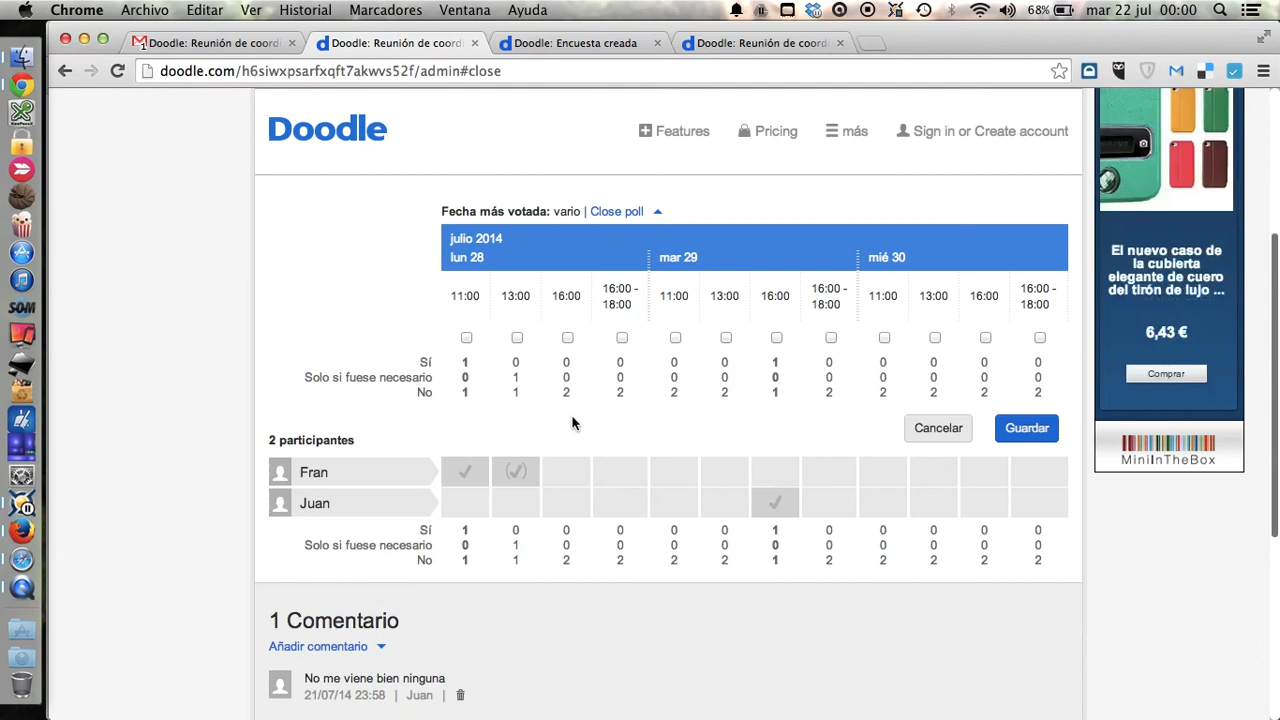 Chrome Archivo Editar Ver Historial Marcadores Ventana Ayuda 68% mar 22 jul 00:00
Doodle: Reunión de coordi × Doodle: Reunión de coordi × Doodle: Encuesta creada × Doodle: Reunión de coordi ×
doodle.com/h6siwxpsarfxqft7akwvs52f/admin#close
Doodle
Features Pricing más Sign in or Create account
Fecha más votada: vario | Close poll
julio 2014
lun 28 mar 29 mié 30
11:00 13:00 16:00 16:00 - 18:00 11:00 13:00 16:00 16:00 - 18:00 11:00 13:00 16:00 16:00 - 18:00
Sí 1 0 0 0 0 0 1 0 0 0 0 0
Solo si fuese necesario 0 1 0 0 0 0 0 0 0 0 0 0
No 1 1 2 2 2 2 1 2 2 2 2 2
Cancelar Guardar
2 participantes
Fran
Juan
Sí 1 0 0 0 0 0 1 0 0 0 0 0
Solo si fuese necesario 0 1 0 0 0 0 0 0 0 0 0 0
No 1 1 2 2 2 2 1 2 2 2 2 2
1 Comentario
Añadir comentario
No me viene bien ninguna
21/07/14 23:58 | Juan |
El nuevo caso de
la cubierta
elegante de cuero
del tirón de lujo ...
6,43 €
Comprar
MiniInTheBox
SOM